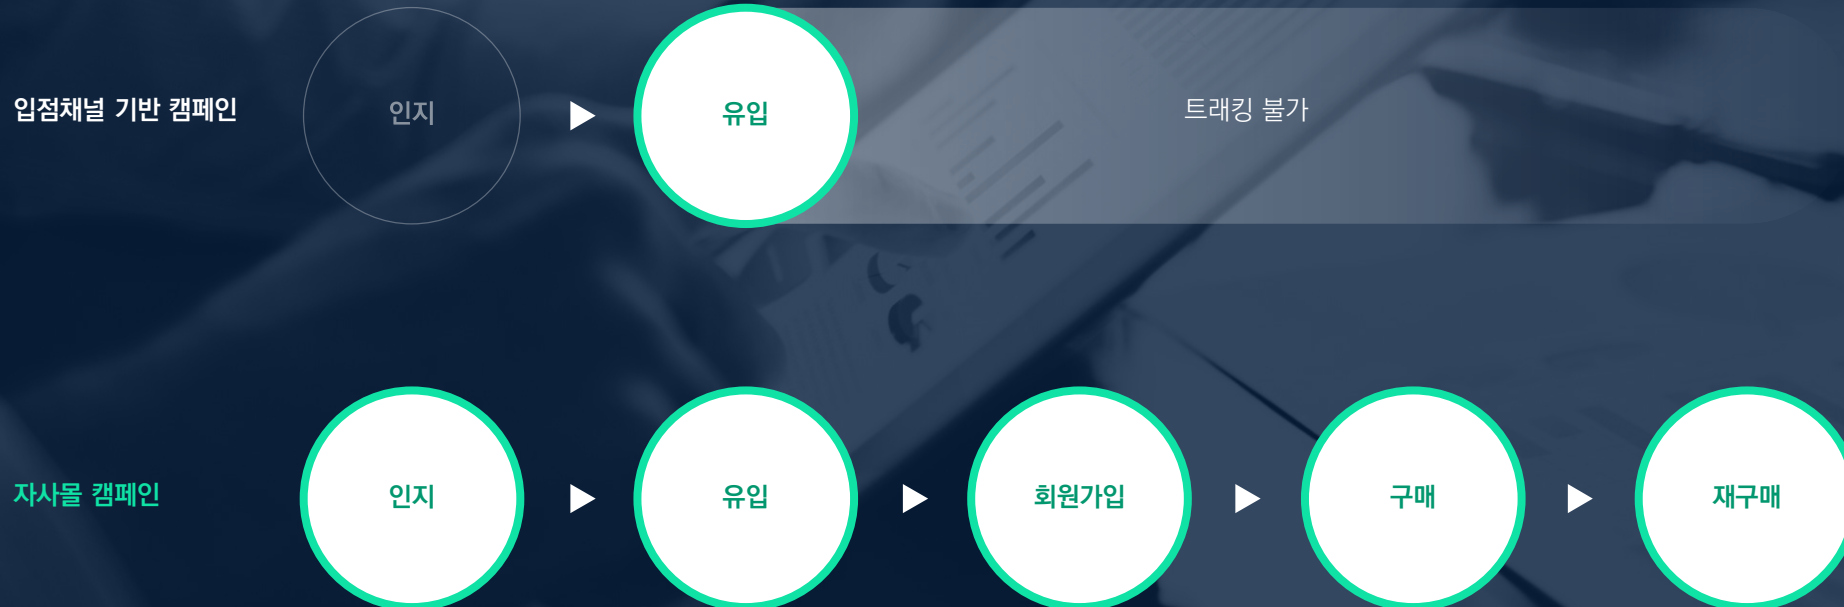 입점채널 기반 캠페인
인지
유입
트래킹 불가
자사몰 캠페인
인지
유입
회원가입
구매
재구매